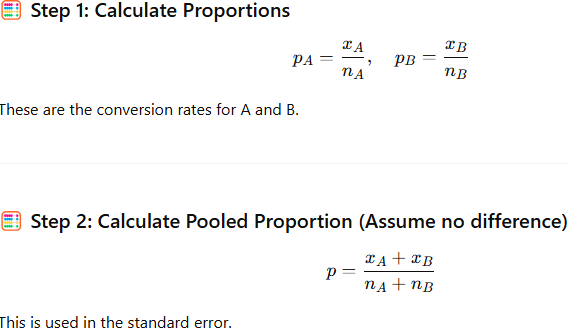 Step 1: Calculate Proportions
p_A = x_A / n_A, p_B = x_B / n_B
These are the conversion rates for A and B.
Step 2: Calculate Pooled Proportion (Assume no difference)
p = (x_A + x_B) / (n_A + n_B)
This is used in the standard error.